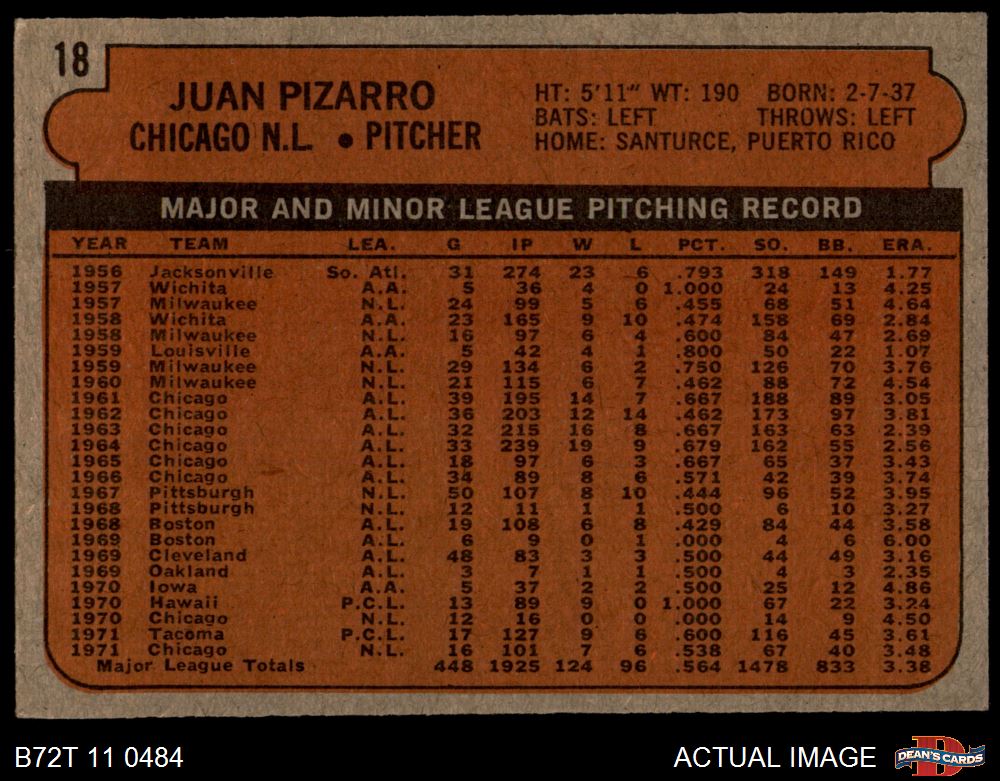 18
JUAN PIZARRO
CHICAGO N.L. • PITCHER
HT: 5'11" WT: 190 BORN: 2-7-37
BATS: LEFT THROWS: LEFT
HOME: SANTURCE, PUERTO RICO
MAJOR AND MINOR LEAGUE PITCHING RECORD
YEAR TEAM LEA. G IP W L PCT. SO. BB. ERA.
1956 Jacksonville So. Atl. 31 274 23 6 .793 318 149 1.77
1957 Wichita A.A. 5 36 4 0 1.000 24 13 4.25
1957 Milwaukee N.L. 24 99 5 6 .455 68 51 4.64
1958 Wichita A.A. 23 165 9 10 .474 158 69 2.84
1958 Milwaukee N.L. 16 97 6 4 .600 84 47 2.69
1959 Louisville A.A. 5 42 4 1 .800 50 22 1.07
1959 Milwaukee N.L. 29 134 6 2 .750 126 70 3.76
1960 Milwaukee N.L. 21 115 6 7 .462 88 72 4.54
1961 Chicago A.L. 39 195 14 7 .667 188 89 3.05
1962 Chicago A.L. 36 203 12 14 .462 173 97 3.81
1963 Chicago A.L. 32 215 16 8 .667 163 63 2.39
1964 Chicago A.L. 33 239 19 9 .679 162 55 2.56
1965 Chicago A.L. 18 97 6 3 .667 65 37 3.43
1966 Chicago A.L. 34 89 8 6 .571 42 39 3.74
1967 Pittsburgh N.L. 50 107 8 10 .444 96 52 3.95
1968 Pittsburgh N.L. 12 11 1 1 .500 6 10 3.27
1968 Boston A.L. 19 108 6 8 .429 84 44 3.58
1969 Boston A.L. 6 9 0 1 .000 4 6 6.00
1969 Cleveland A.L. 48 83 3 3 .500 44 49 3.16
1969 Oakland A.L. 3 7 1 1 .500 4 3 2.35
1970 Iowa A.A. 5 37 2 2 .500 25 12 4.86
1970 Hawaii P.C.L. 13 89 9 0 1.000 67 22 3.24
1970 Chicago N.L. 12 16 0 0 .000 14 9 4.50
1971 Tacoma P.C.L. 17 127 9 6 .600 116 45 3.61
1971 Chicago N.L. 16 101 7 6 .538 67 40 3.48
Major League Totals 448 1925 124 96 .564 1478 833 3.38
B72T 11 0484 ACTUAL IMAGE DEAN'S CARDS